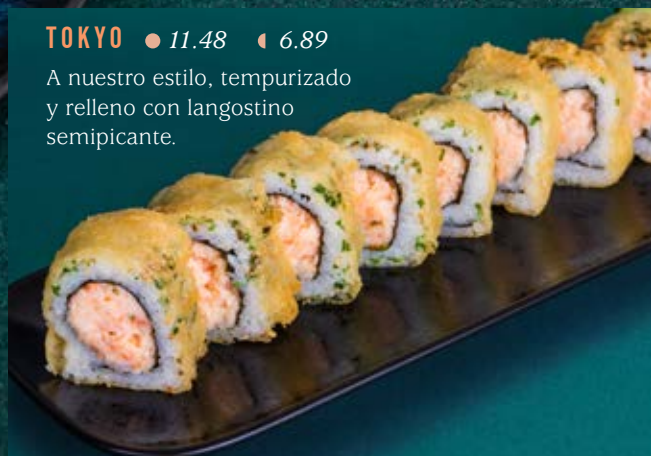 TOKYO ● 11.48 ◖ 6.89
A nuestro estilo, tempurizado
y relleno con langostino
semipicante.